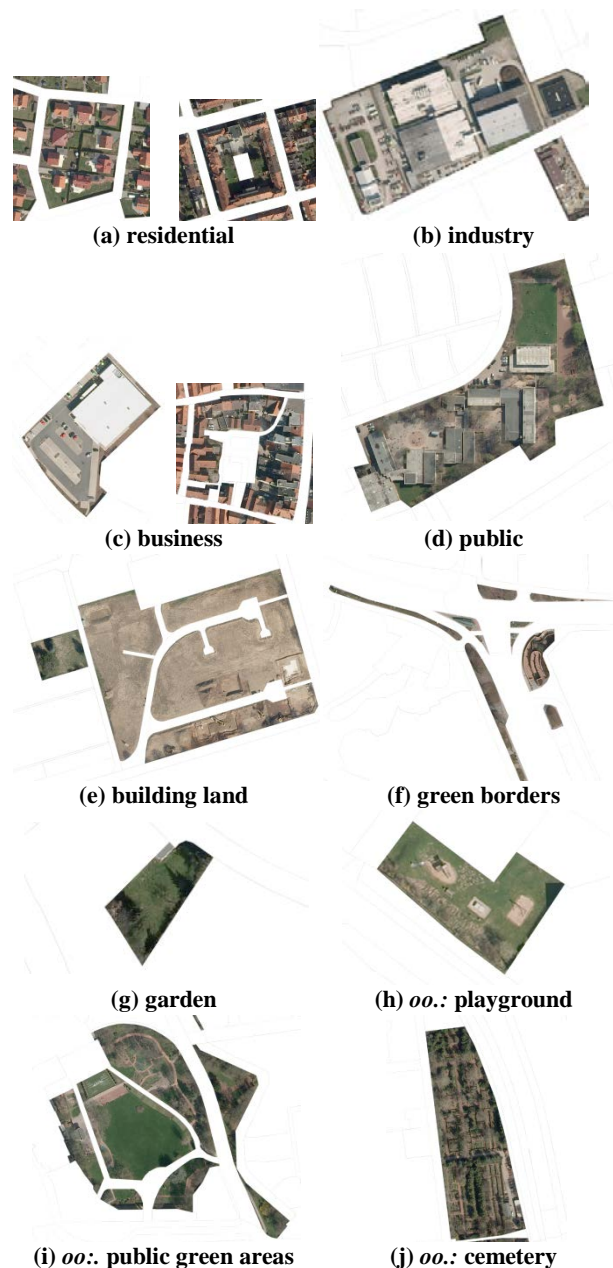 (a) residential
(b) industry
(c) business
(d) public
(e) building land
(f) green borders
(g) garden
(h) oo.: playground
(i) oo:. public green areas
(j) oo.: cemetery